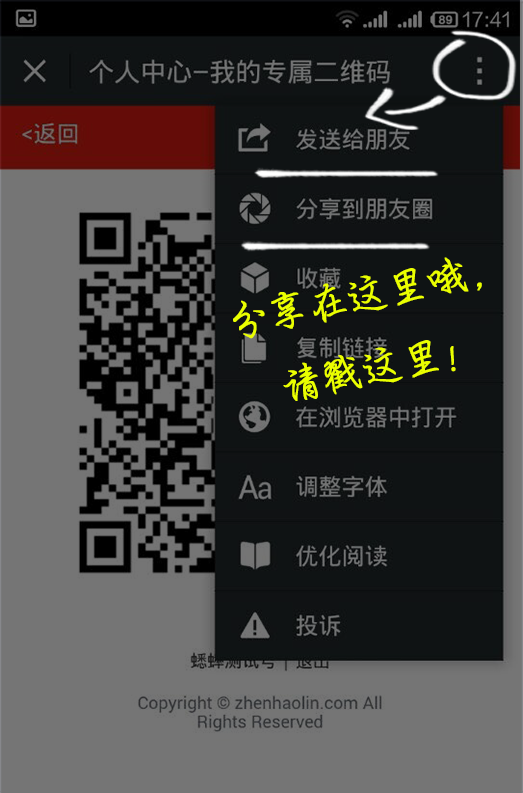 89 17:41
个人中心-我的专属二维码
<返回
发送给朋友
分享到朋友圈
收藏
分享在这里哦,
复制链接
请戳这里!
在浏览器中打开
Aa 调整字体
优化阅读
投诉
蟋蟀测试号 | 退出
Copyright © zhenhaolin.com All
Rights Reserved